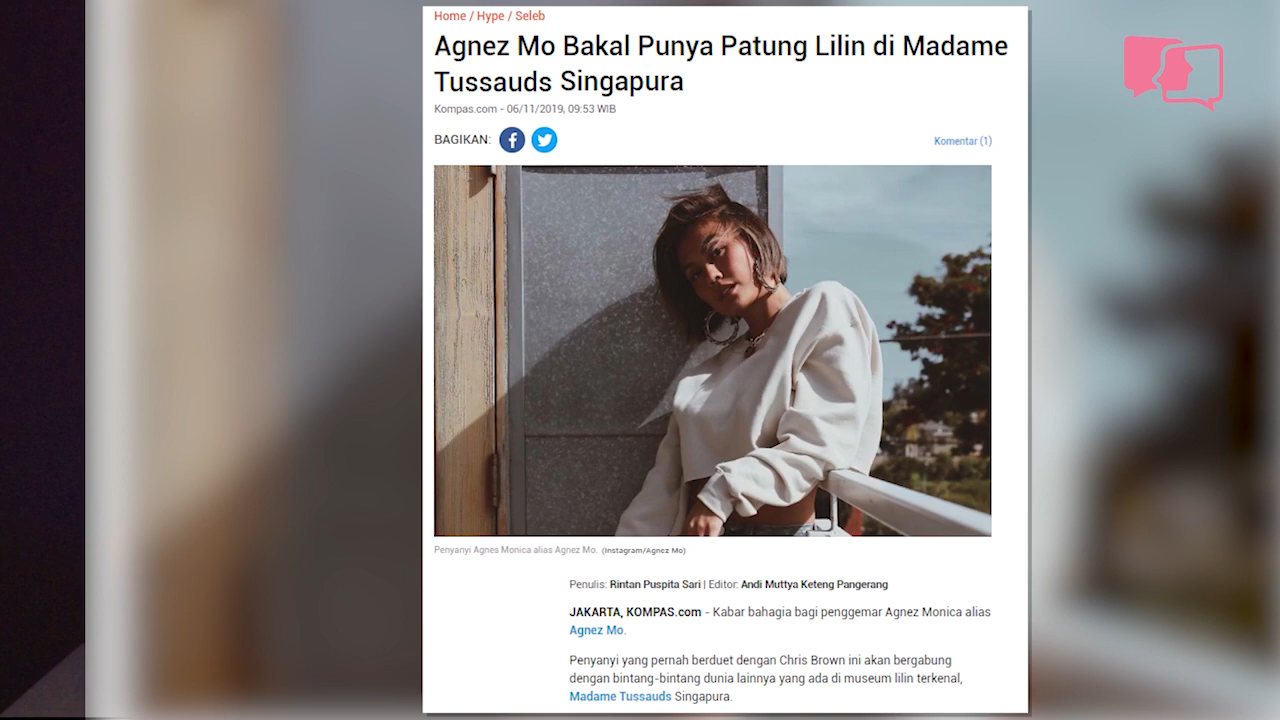 Home / Hype / Seleb
Agnez Mo Bakal Punya Patung Lilin di Madame
Tussauds Singapura
Kompas.com - 06/11/2019, 09:53 WIB
BAGIKAN:
Komentar (1)
Penyanyi Agnes Monica alias Agnez Mo. (Instagram/Agnez Mo)
Penulis: Rintan Puspita Sari | Editor: Andi Muttya Keteng Pangerang
JAKARTA, KOMPAS.com - Kabar bahagia bagi penggemar Agnez Monica alias
Agnez Mo.
Penyanyi yang pernah berduet dengan Chris Brown ini akan bergabung
dengan bintang-bintang dunia lainnya yang ada di museum lilin terkenal,
Madame Tussauds Singapura.